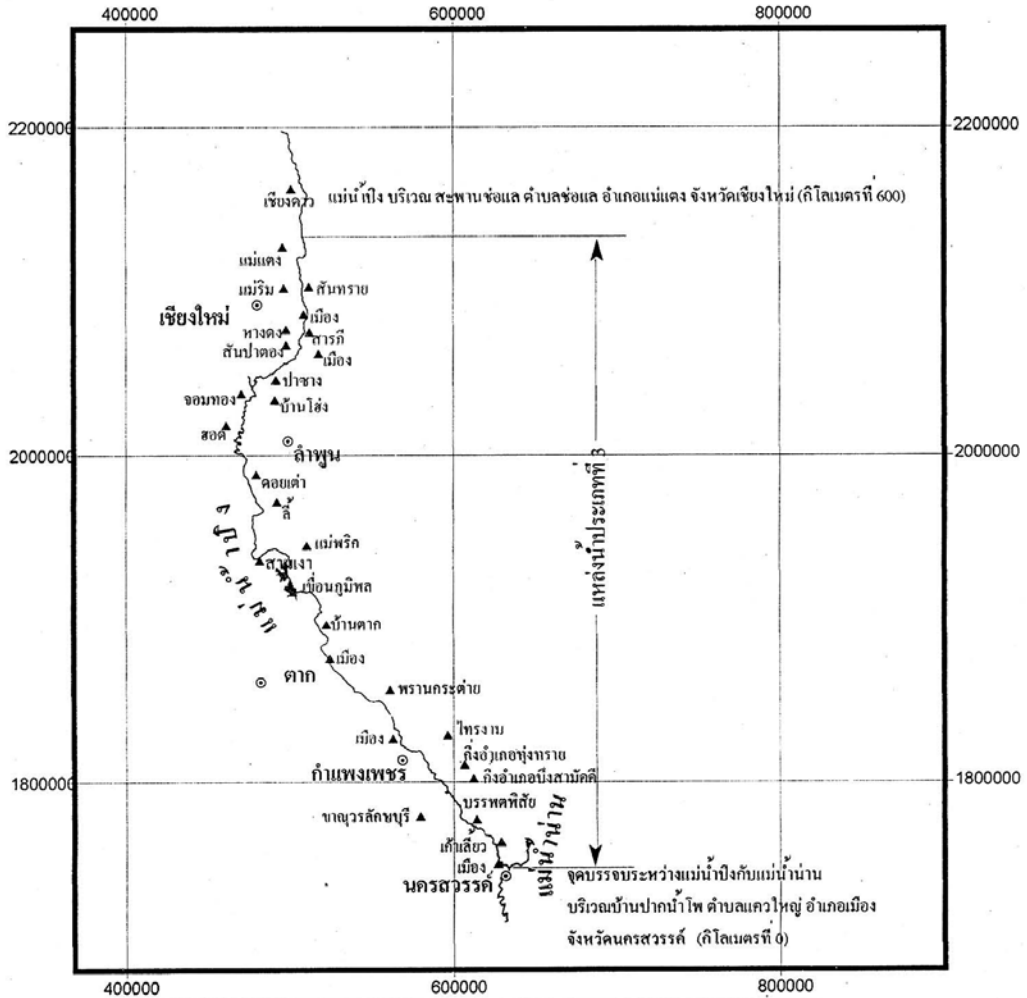 400000 600000 800000
2200000 2200000
เชียงดาว
แม่น้ำปิง บริเวณ สะพานช่อแล ตำบลช่อแล อำเภอแม่แตง จังหวัดเชียงใหม่ (กิโลเมตรที่ 600)
แม่แตง
แม่ริม
สันทราย
เชียงใหม่
เมือง
หางดง
สารภี
สันป่าตอง
เมือง
ป่าซาง
จอมทอง
บ้านโฮ่ง
ฮอด
ลำพูน
2000000 2000000
แหล่งน้ำประเภทที่ 3
ดอยเต่า
ลี้
แม่น้ำปิง
แม่พริก
สามเงา
เขื่อนภูมิพล
บ้านตาก
เมือง
ตาก
พรานกระต่าย
ไทรงาม
เมือง
กิ่งอำเภอทุ่งทราย
กำแพงเพชร
กิ่งอำเภอบึงสามัคคี
1800000 1800000
บรรพตพิสัย
ขาณุวรลักษบุรี
แม่น้ำน่าน
เก้าเลี้ยว
เมือง
นครสวรรค์
จุดบรรจบระหว่างแม่น้ำปิงกับแม่น้ำน่าน
บริเวณบ้านปากน้ำโพ ตำบลแควใหญ่ อำเภอเมือง
จังหวัดนครสวรรค์ (กิโลเมตรที่ 0)
400000 600000 800000